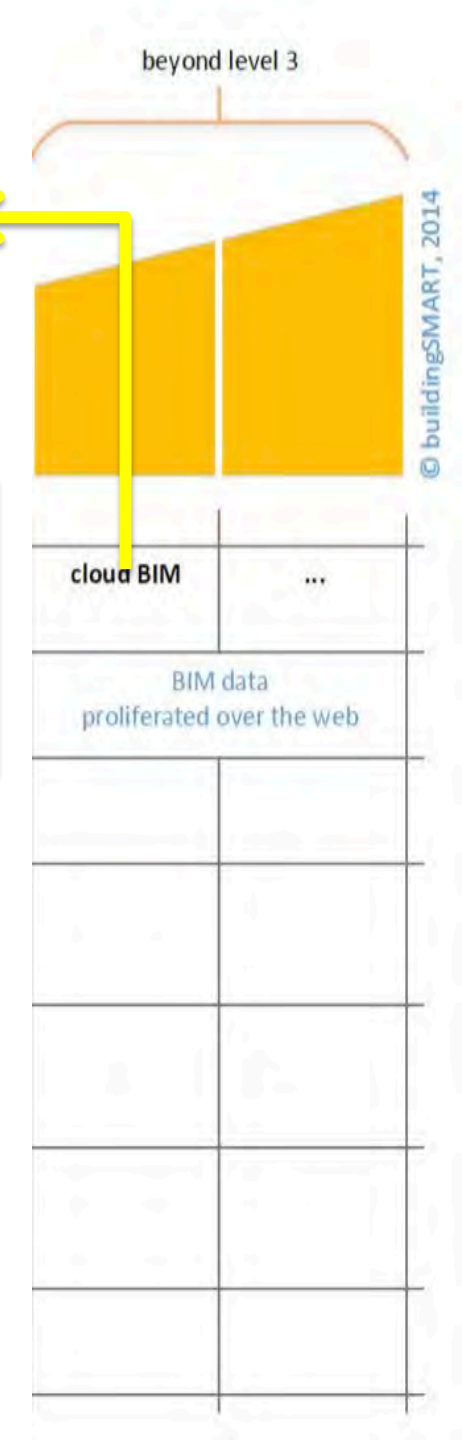 beyond level 3
© buildingSMART, 2014
cloud BIM
...
BIM data
proliferated over the web